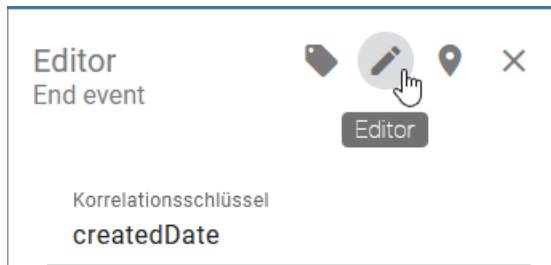 Editor
End event
Editor
Korrelationsschlüssel
createdDate